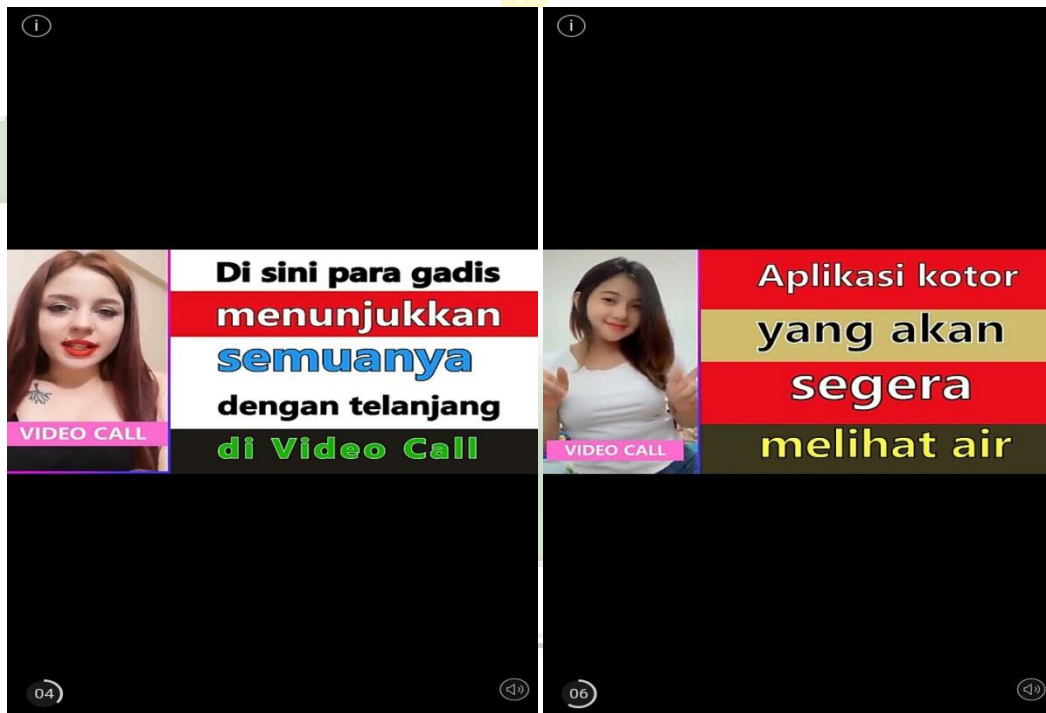 i
Di sini para gadis
menunjukkan
semuanya
dengan telanjang
di Video Call
VIDEO CALL
04
i
Aplikasi kotor
yang akan
segera
melihat air
VIDEO CALL
06